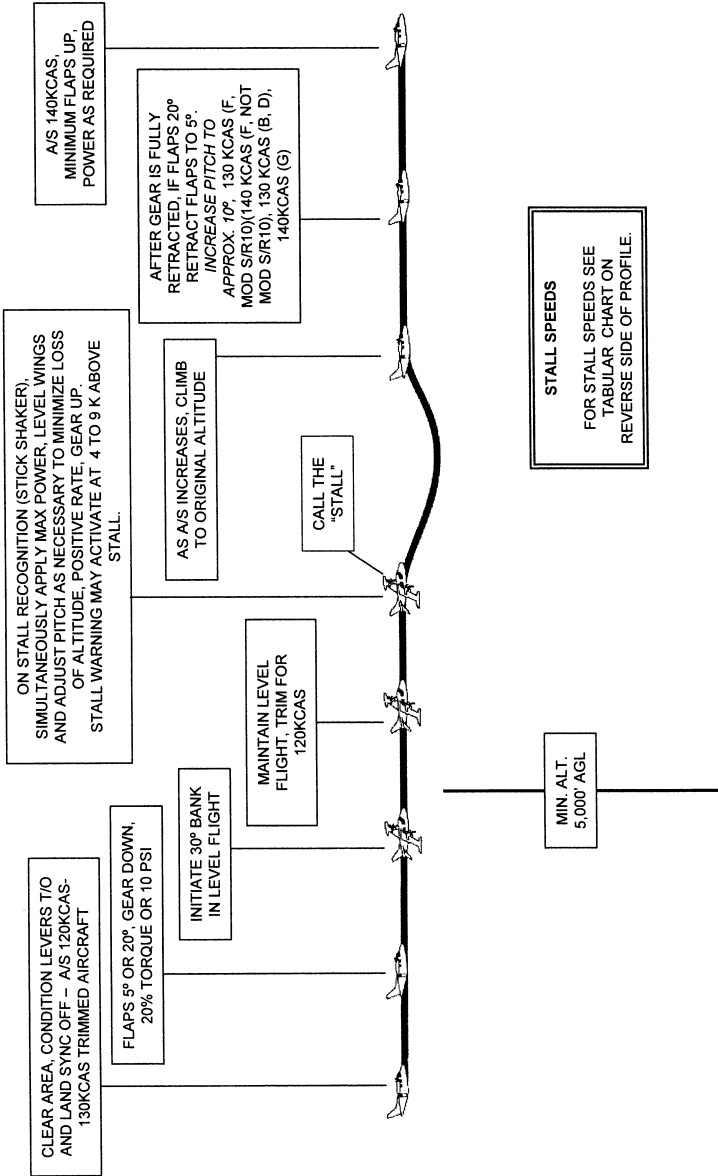 CLEAR AREA, CONDITION LEVERS T/O
AND LAND SYNC OFF – A/S 120KCAS-
130KCAS TRIMMED AIRCRAFT
FLAPS 5º OR 20º, GEAR DOWN,
20% TORQUE OR 10 PSI
INITIATE 30º BANK
IN LEVEL FLIGHT
MAINTAIN LEVEL
FLIGHT, TRIM FOR
120KCAS
ON STALL RECOGNITION (STICK SHAKER),
SIMULTANEOUSLY APPLY MAX POWER, LEVEL WINGS
AND ADJUST PITCH AS NECESSARY TO MINIMIZE LOSS
OF ALTITUDE, POSITIVE RATE, GEAR UP.
STALL WARNING MAY ACTIVATE AT 4 TO 9 K ABOVE
STALL.
CALL THE
"STALL"
AS A/S INCREASES, CLIMB
TO ORIGINAL ALTITUDE
AFTER GEAR IS FULLY
RETRACTED, IF FLAPS 20º
RETRACT FLAPS TO 5º.
INCREASE PITCH TO
APPROX. 10º, 130 KCAS (F,
MOD S/R10)(140 KCAS (F, NOT
MOD S/R10), 130 KCAS (B, D),
140KCAS (G)
A/S 140KCAS,
MINIMUM FLAPS UP,
POWER AS REQUIRED
MIN. ALT.
5,000' AGL
STALL SPEEDS
FOR STALL SPEEDS SEE
TABULAR CHART ON
REVERSE SIDE OF PROFILE.